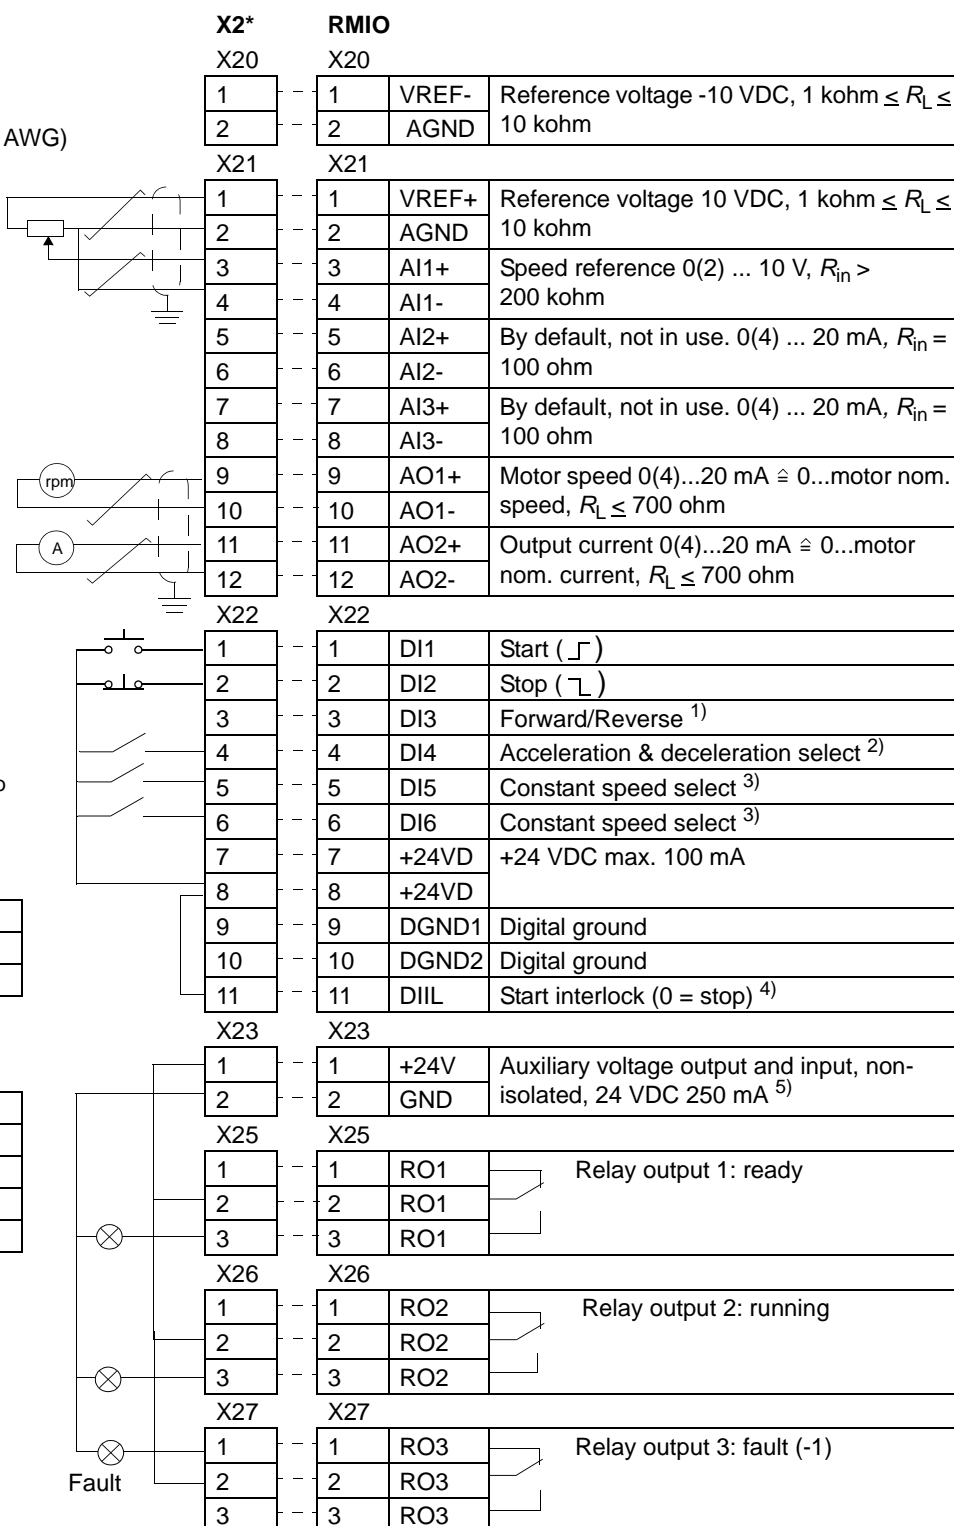 X2* RMIO
X20 X20
1 1 VREF- Reference voltage -10 VDC, 1 kohm ≤ RL ≤
2 2 AGND 10 kohm
AWG)
X21 X21
1 1 VREF+ Reference voltage 10 VDC, 1 kohm ≤ RL ≤
2 2 AGND 10 kohm
3 3 AI1+ Speed reference 0(2) ... 10 V, Rin >
4 4 AI1- 200 kohm
5 5 AI2+ By default, not in use. 0(4) ... 20 mA, Rin =
6 6 AI2- 100 ohm
7 7 AI3+ By default, not in use. 0(4) ... 20 mA, Rin =
8 8 AI3- 100 ohm
rpm 9 9 AO1+ Motor speed 0(4)...20 mA ≙ 0...motor nom.
10 10 AO1- speed, RL ≤ 700 ohm
A 11 11 AO2+ Output current 0(4)...20 mA ≙ 0...motor
12 12 AO2- nom. current, RL ≤ 700 ohm
X22 X22
1 1 DI1 Start ( )
2 2 DI2 Stop ( )
3 3 DI3 Forward/Reverse 1)
4 4 DI4 Acceleration & deceleration select 2)
5 5 DI5 Constant speed select 3)
6 6 DI6 Constant speed select 3)
7 7 +24VD +24 VDC max. 100 mA
8 8 +24VD
9 9 DGND1 Digital ground
10 10 DGND2 Digital ground
11 11 DIIL Start interlock (0 = stop) 4)
X23 X23
1 1 +24V Auxiliary voltage output and input, non-
2 2 GND isolated, 24 VDC 250 mA 5)
X25 X25
1 1 RO1 Relay output 1: ready
2 2 RO1
3 3 RO1
X26 X26
1 1 RO2 Relay output 2: running
2 2 RO2
3 3 RO2
X27 X27
1 1 RO3 Relay output 3: fault (-1)
Fault 2 2 RO3
3 3 RO3